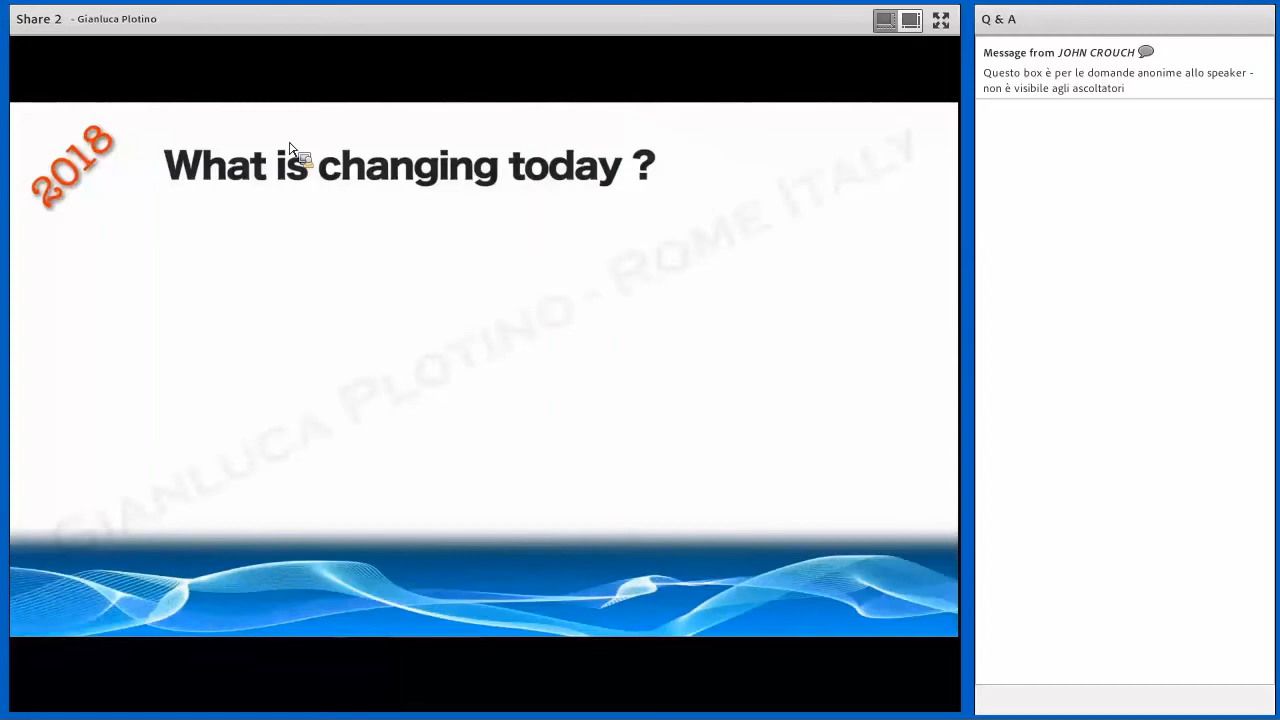 Share 2 - Gianluca Plotino
2018
What is changing today ?
GIANLUCA PLOTINO - ROME ITALY
Q & A
Message from JOHN CROUCH
Questo box è per le domande anonime allo speaker -
non è visibile agli ascoltatori